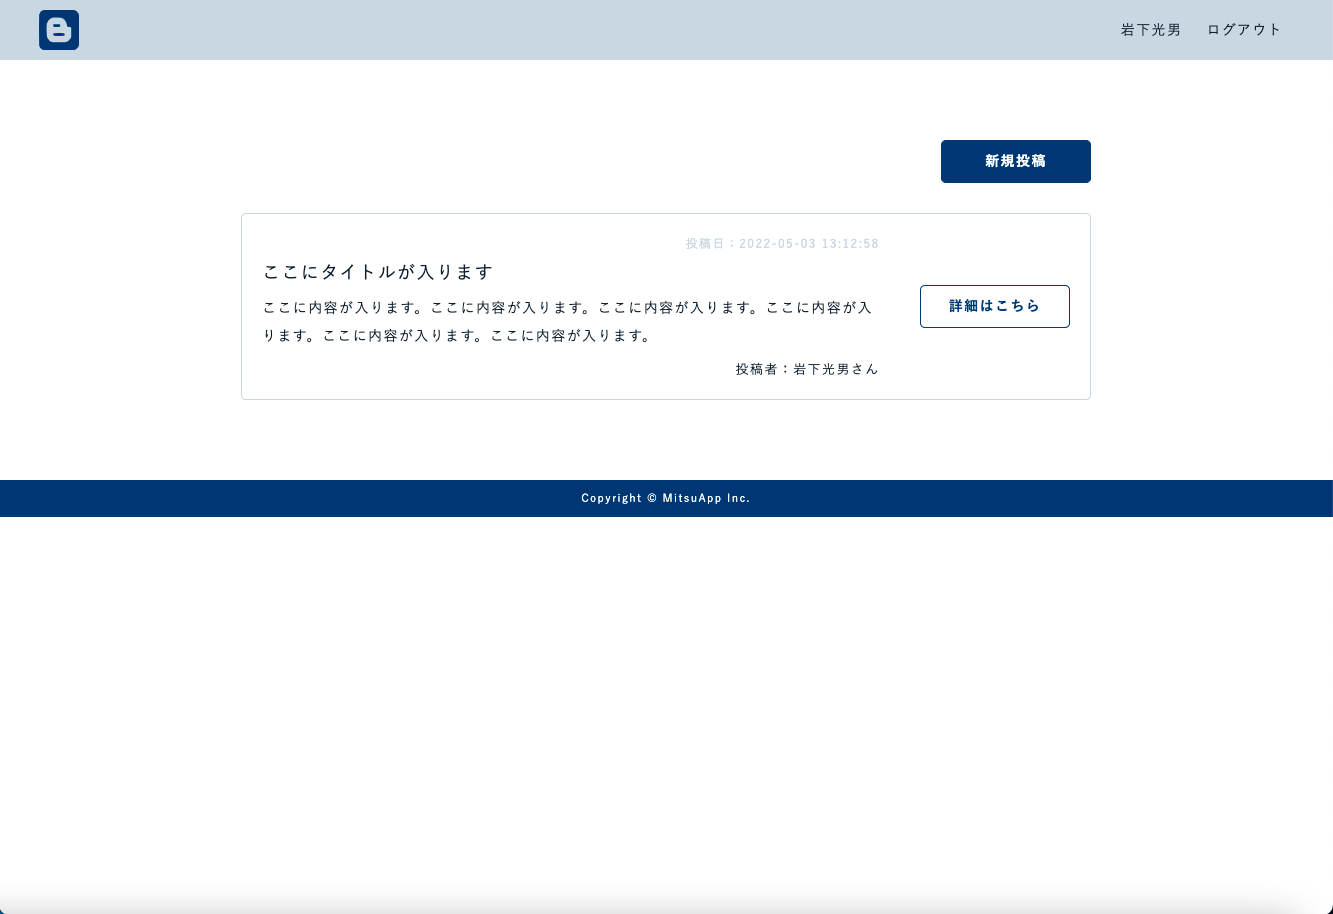 岩下光男 ログアウト
新規投稿
投稿日：2022-05-03 13:12:58
ここにタイトルが入ります
ここに内容が入ります。ここに内容が入ります。ここに内容が入ります。ここに内容が入
ります。ここに内容が入ります。ここに内容が入ります。
詳細はこちら
投稿者：岩下光男さん
Copyright © MitsuApp Inc.